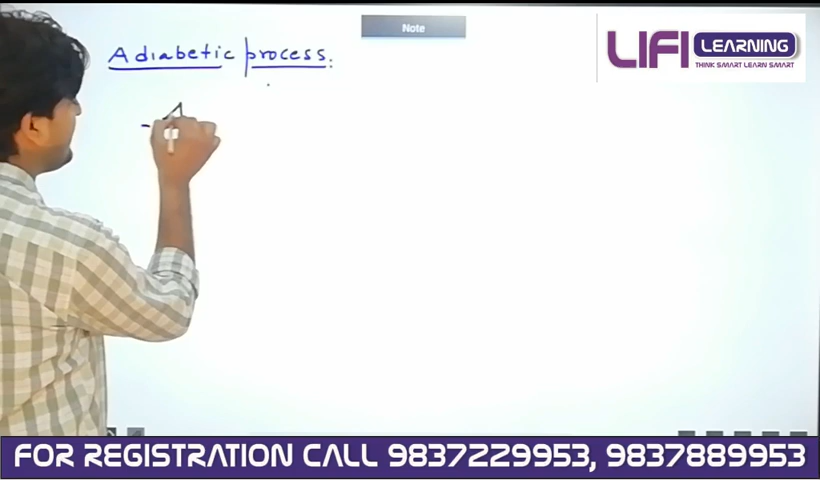 Note
LIFI LEARNING
THINK SMART LEARN SMART
Adiabetic process:
- A
FOR REGISTRATION CALL 9837229953, 9837889953